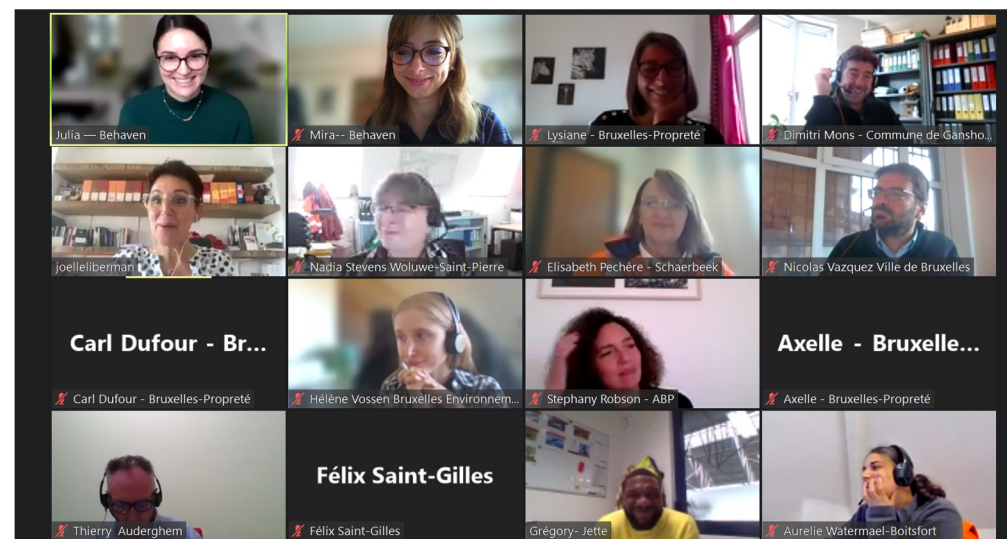 Julia — Behaven
Mira-- Behaven
Lysiane - Bruxelles-Propreté
Dimitri Mons - Commune de Gansho...
joelleliberman
Nadia Stevens Woluwe-Saint-Pierre
Elisabeth Pechère - Schaerbeek
Nicolas Vazquez Ville de Bruxelles
Carl Dufour - Br...
Axelle - Bruxelle...
Carl Dufour - Bruxelles-Propreté
Hélène Vossen Bruxelles Environnem...
Stephany Robson - ABP
Axelle - Bruxelles-Propreté
Félix Saint-Gilles
Thierry Auderghem
Félix Saint-Gilles
Grégory- Jette
Aurelie Watermael-Boitsfort